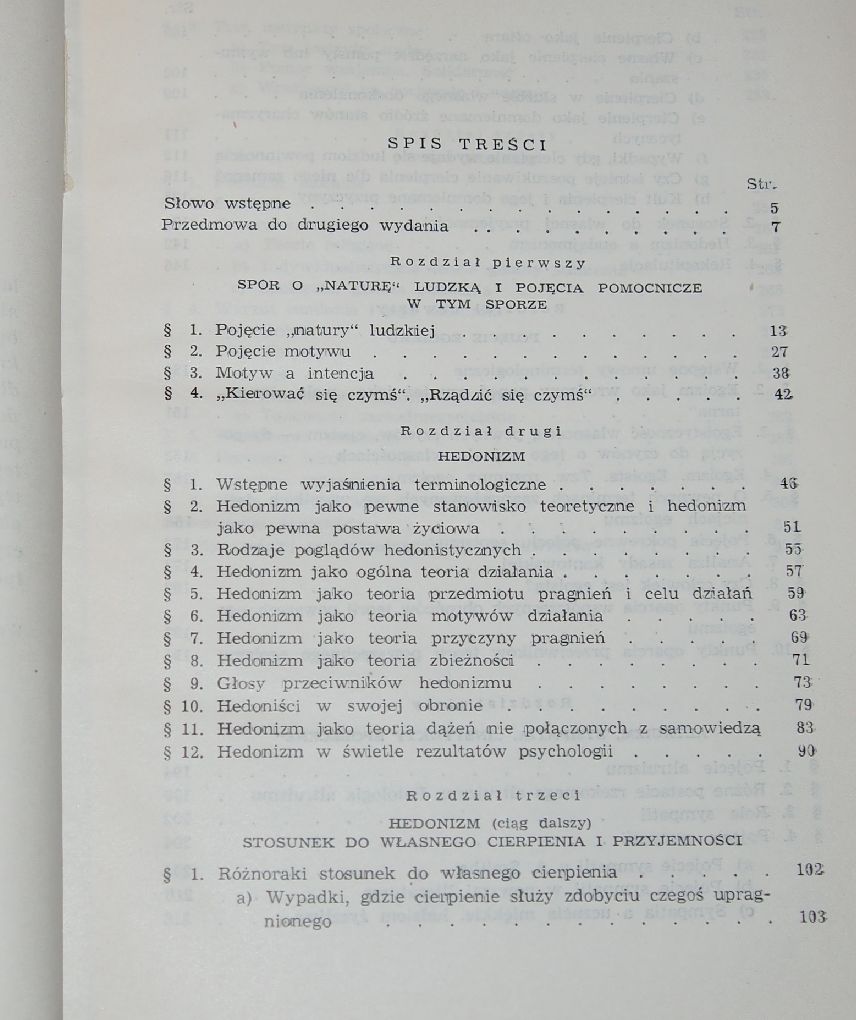 SPIS TREŚCI
Str.
Słowo wstępne . . . . . . . . . . . . . 5
Przedmowa do drugiego wydania . . . . . . . . 7
Rozdział pierwszy
SPOR O „NATURĘ“ LUDZKĄ I POJĘCIA POMOCNICZE
W TYM SPORZE
§ 1. Pojęcie „natury“ ludzkiej . . . . . . . . . 13
§ 2. Pojęcie motywu . . . . . . . . . . . . 27
§ 3. Motyw a intencja . . . . . . . . . . . 38
§ 4. „Kierować się czymś“. „Rządzić się czymś“ . . . . . 42
Rozdział drugi
HEDONIZM
§ 1. Wstępne wyjaśnienia terminologiczne . . . . . . .
§ 2. Hedonizm jako pewne stanowisko teoretyczne i hedonizm
jako pewna postawa życiowa . . . . . . . . . 51
§ 3. Rodzaje poglądów hedonistycznych . . . . . . . . 55
§ 4. Hedonizm jako ogólna teoria działania . . . . . . . 57
§ 5. Hedonizm jako teoria przedmiotu pragnień i celu działań 59
§ 6. Hedonizm jako teoria motywów działania . . . . . 63
§ 7. Hedonizm jako teoria przyczyny pragnień . . . . . 69
§ 8. Hedonizm jako teoria zbieżności . . . . . . . . 71
§ 9. Głosy przeciwników hedonizmu . . . . . . . . 73
§ 10. Hedoniści w swojej obronie . . . . . . . . . 79
§ 11. Hedonizm jako teoria dążeń nie połączonych z samowiedzą 83
§ 12. Hedonizm w świetle rezultatów psychologii . . . . . 90
Rozdział trzeci
HEDONIZM (ciąg dalszy)
STOSUNEK DO WŁASNEGO CIERPIENIA I PRZYJEMNOŚCI
§ 1. Różnoraki stosunek do własnego cierpienia . . . . . 102
a) Wypadki, gdzie cierpienie służy zdobyciu czegoś uprag-
nionego . . . . . . . . . . . . . 103